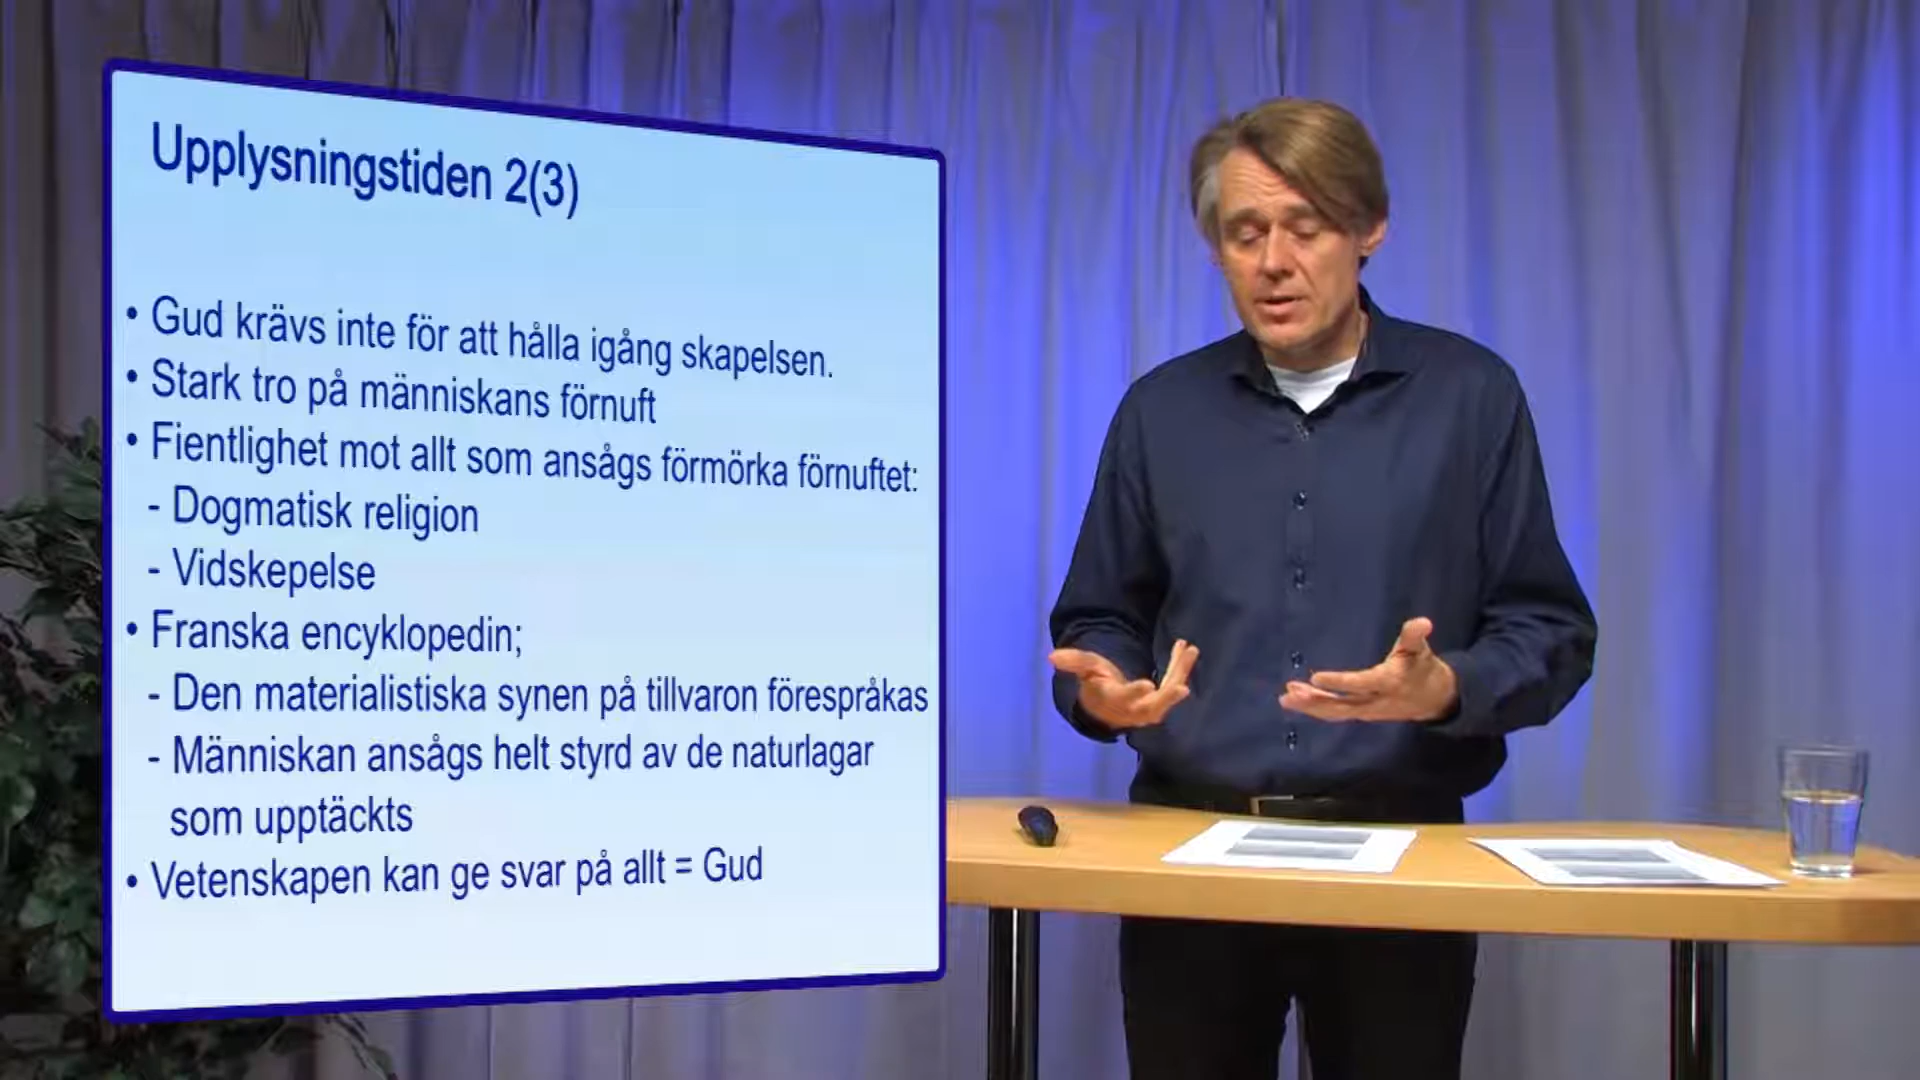 Upplysningstiden 2(3)
• Gud krävs inte för att hålla igång skapelsen.
• Stark tro på människans förnuft
• Fientlighet mot allt som ansågs förmörka förnuftet:
- Dogmatisk religion
- Vidskepelse
• Franska encyklopedin;
- Den materialistiska synen på tillvaron förespråkas
- Människan ansågs helt styrd av de naturlagar
som upptäckts
• Vetenskapen kan ge svar på allt = Gud